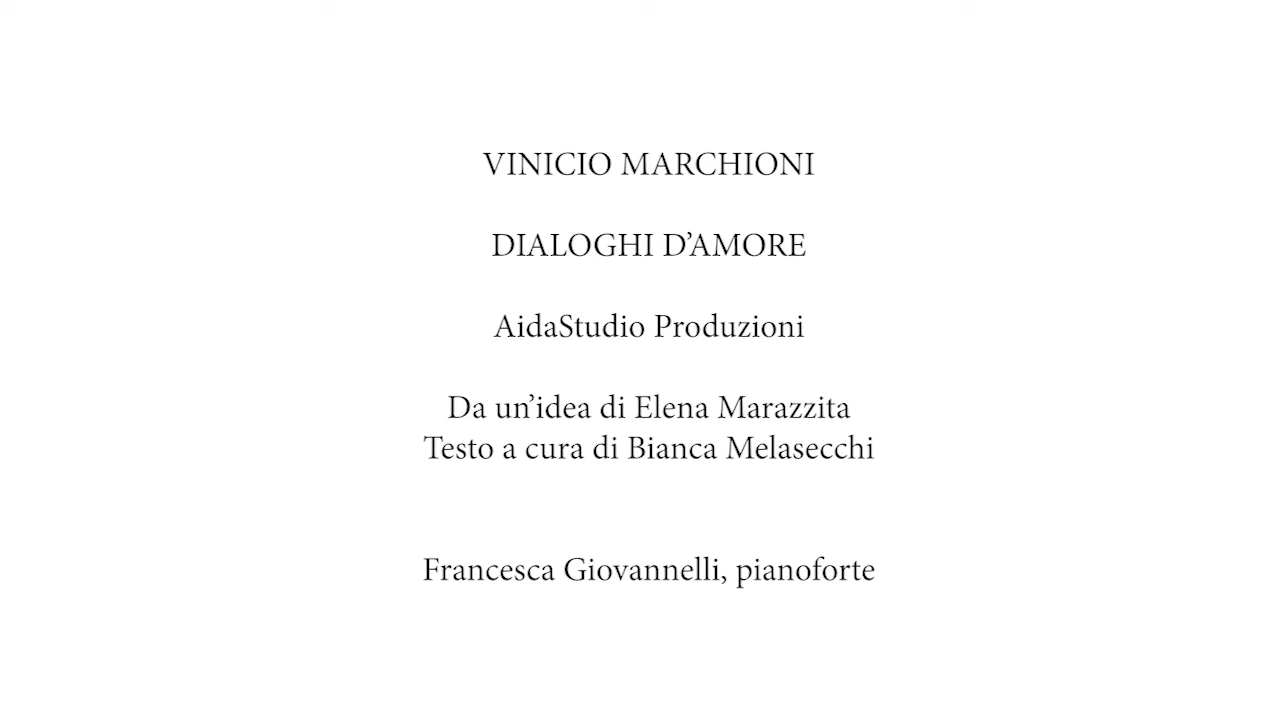 VINICIO MARCHIONI
DIALOGHI D’AMORE
AidaStudio Produzioni
Da un’idea di Elena Marazzita
Testo a cura di Bianca Melasecchi
Francesca Giovannelli, pianoforte